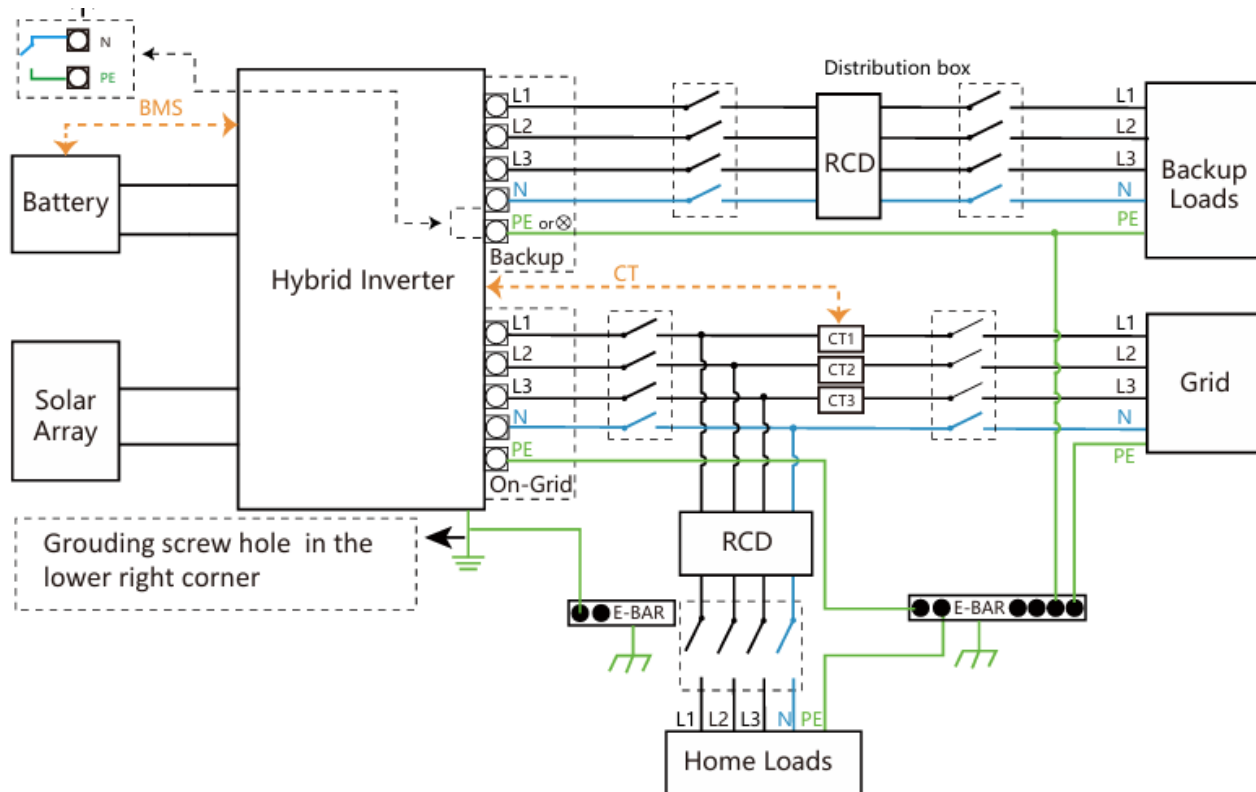 N
PE
BMS
Battery
Solar
Array
Hybrid Inverter
L1
L2
L3
N
PE or⊗
Backup
Distribution box
RCD
L1
L2
L3
N
PE
Backup
Loads
CT
L1
L2
L3
N
PE
On-Grid
CT1
CT2
CT3
L1
L2
L3
N
PE
Grid
Grounding screw hole in the
lower right corner
RCD
E-BAR
E-BAR
L1 L2 L3 N PE
Home Loads